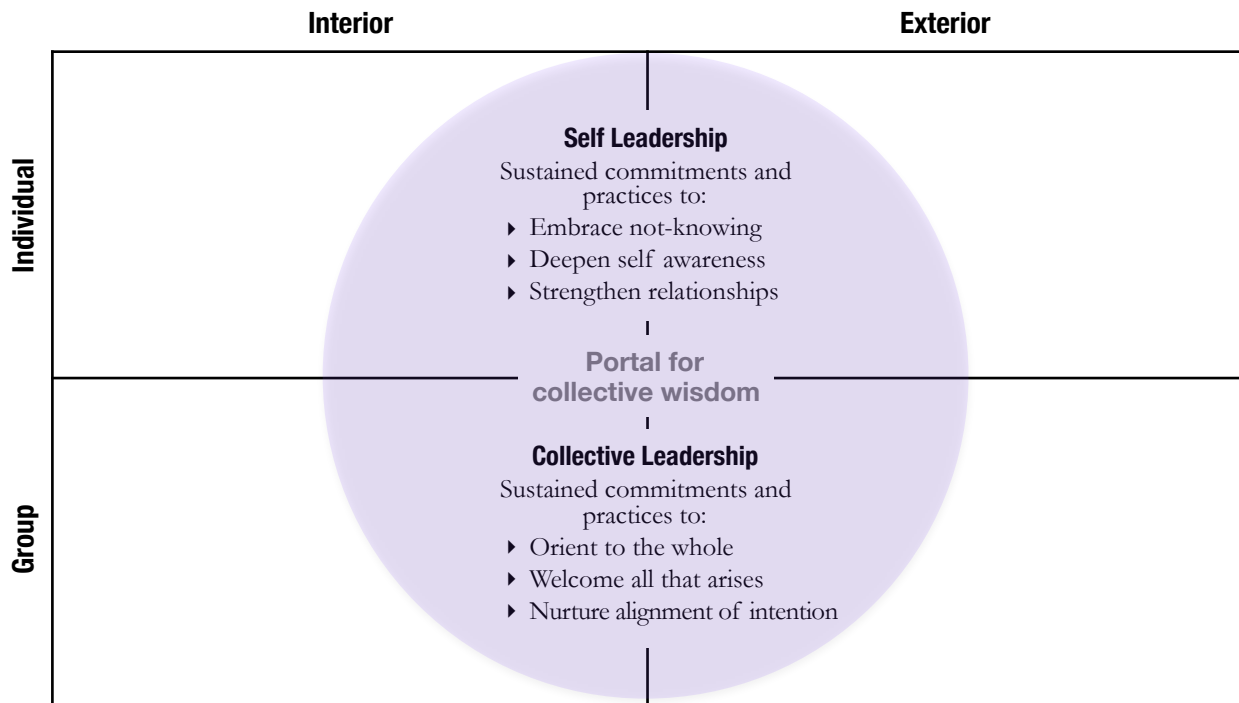 Interior
Exterior
Individual
Self Leadership
Sustained commitments and
practices to:
Embrace not-knowing
Deepen self awareness
Strengthen relationships
Portal for
collective wisdom
Group
Collective Leadership
Sustained commitments and
practices to:
Orient to the whole
Welcome all that arises
Nurture alignment of intention